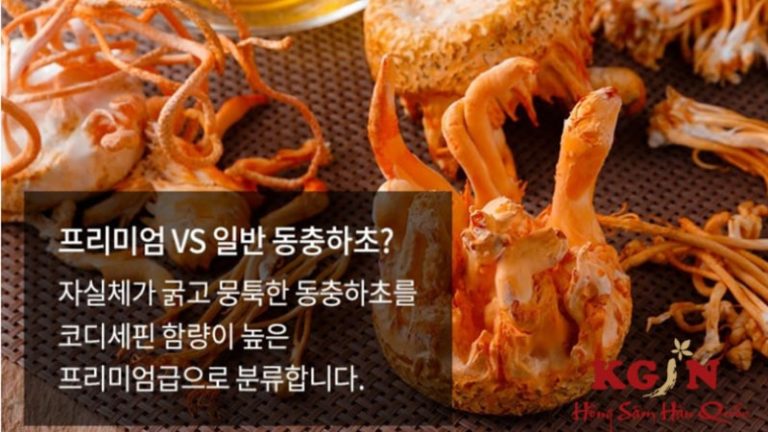 프리미엄 VS 일반 동충하초?
자실체가 굵고 뭉툭한 동충하초를
코디세핀 함량이 높은
프리미엄급으로 분류합니다.
KGIN
Hồng Sâm Hàn Quốc